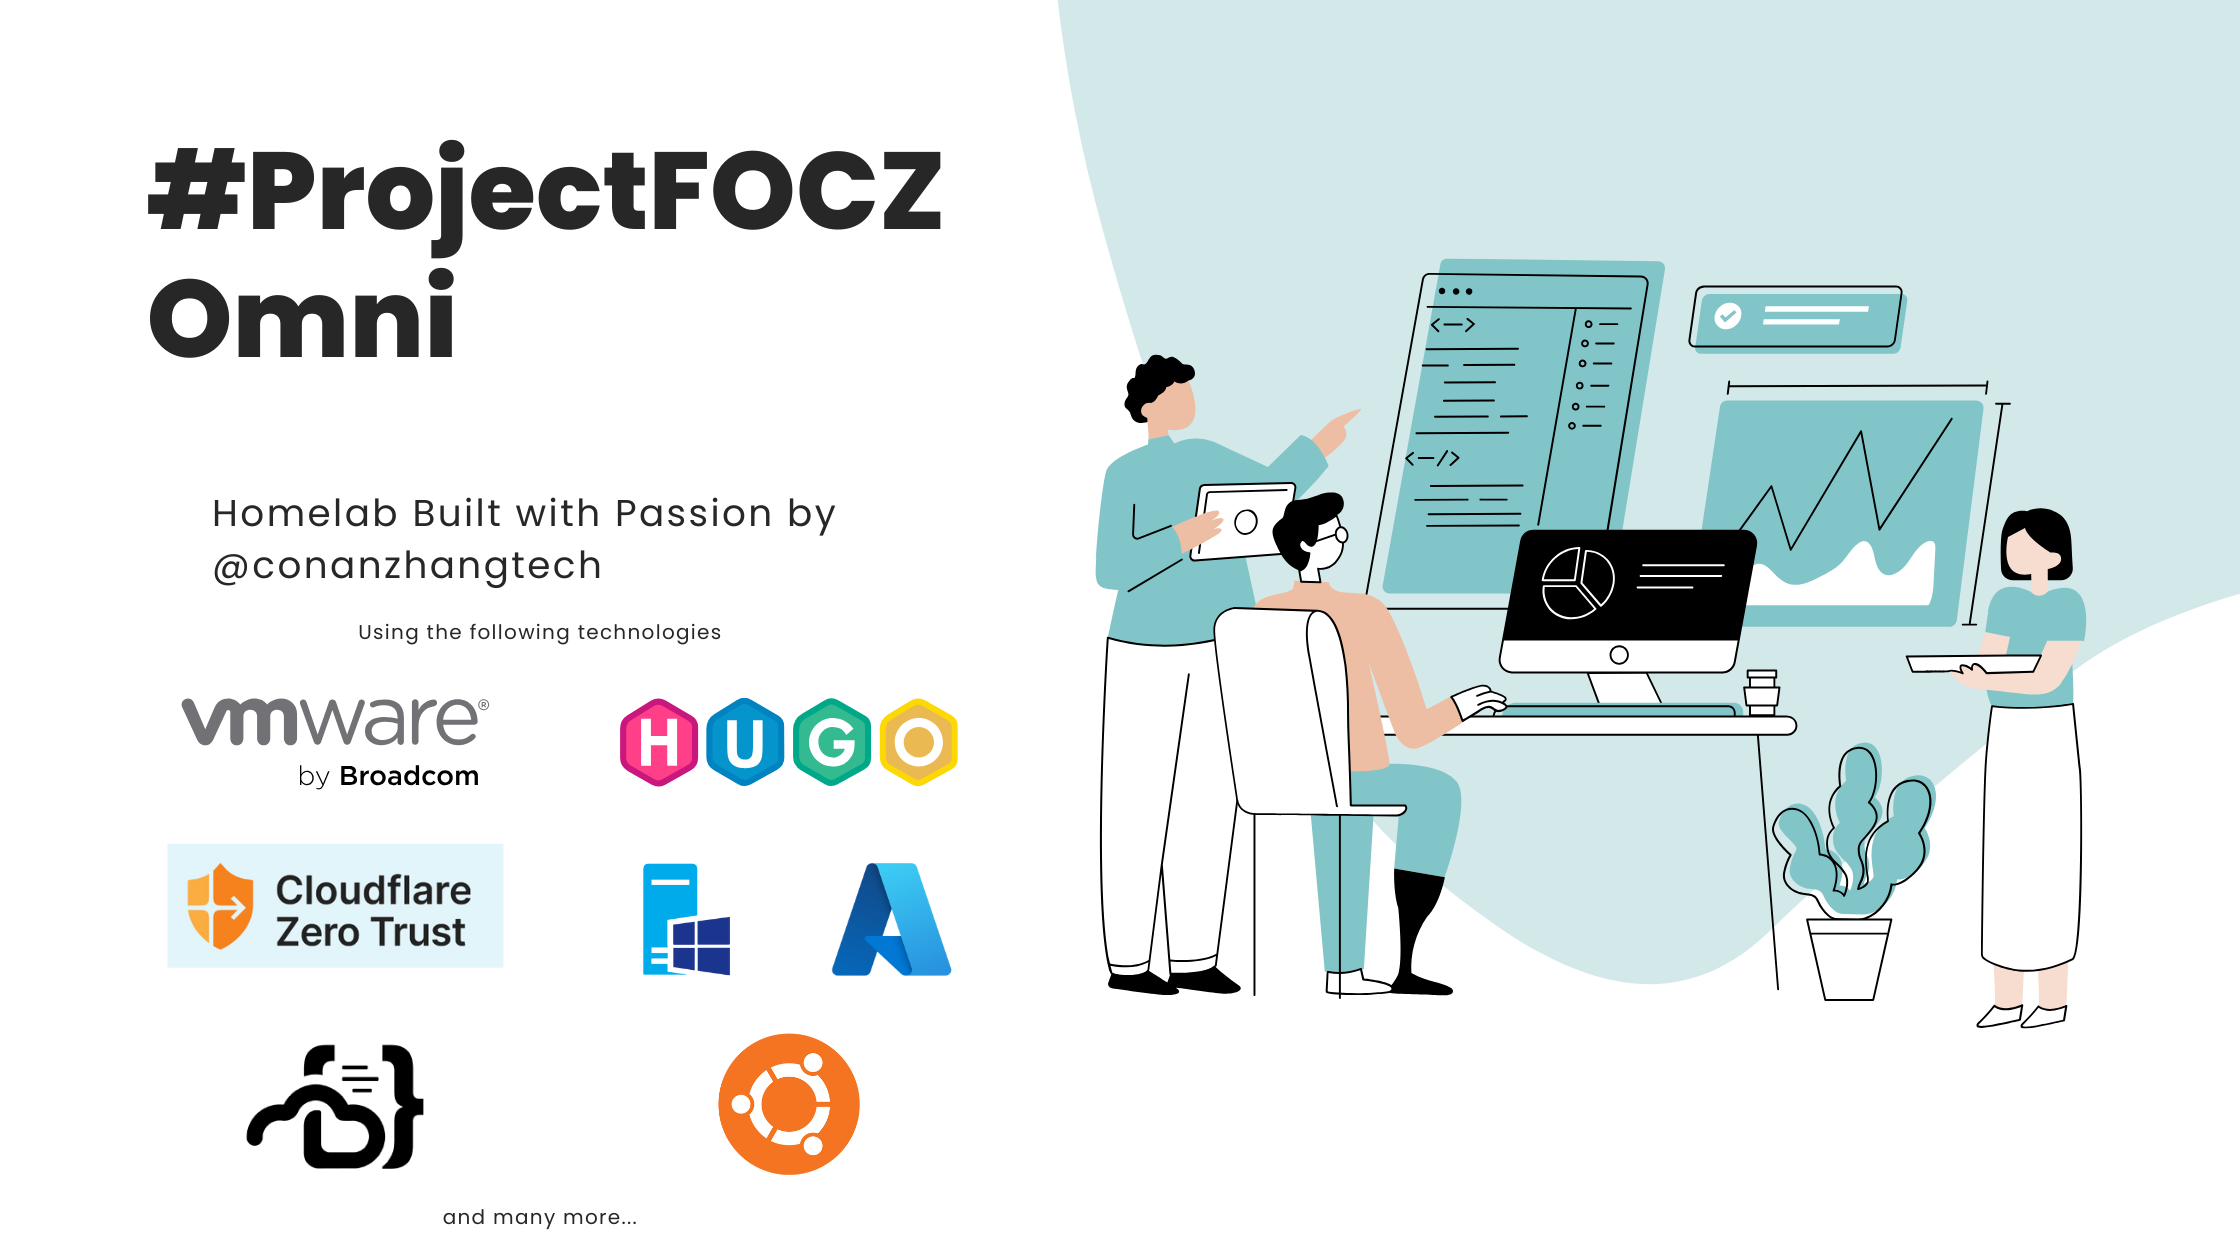 #ProjectFOCZ
Omni
Homelab Built with Passion by
@conanzhangtech
Using the following technologies
vmware®
by Broadcom
HUGO
Cloudflare
Zero Trust
and many more...